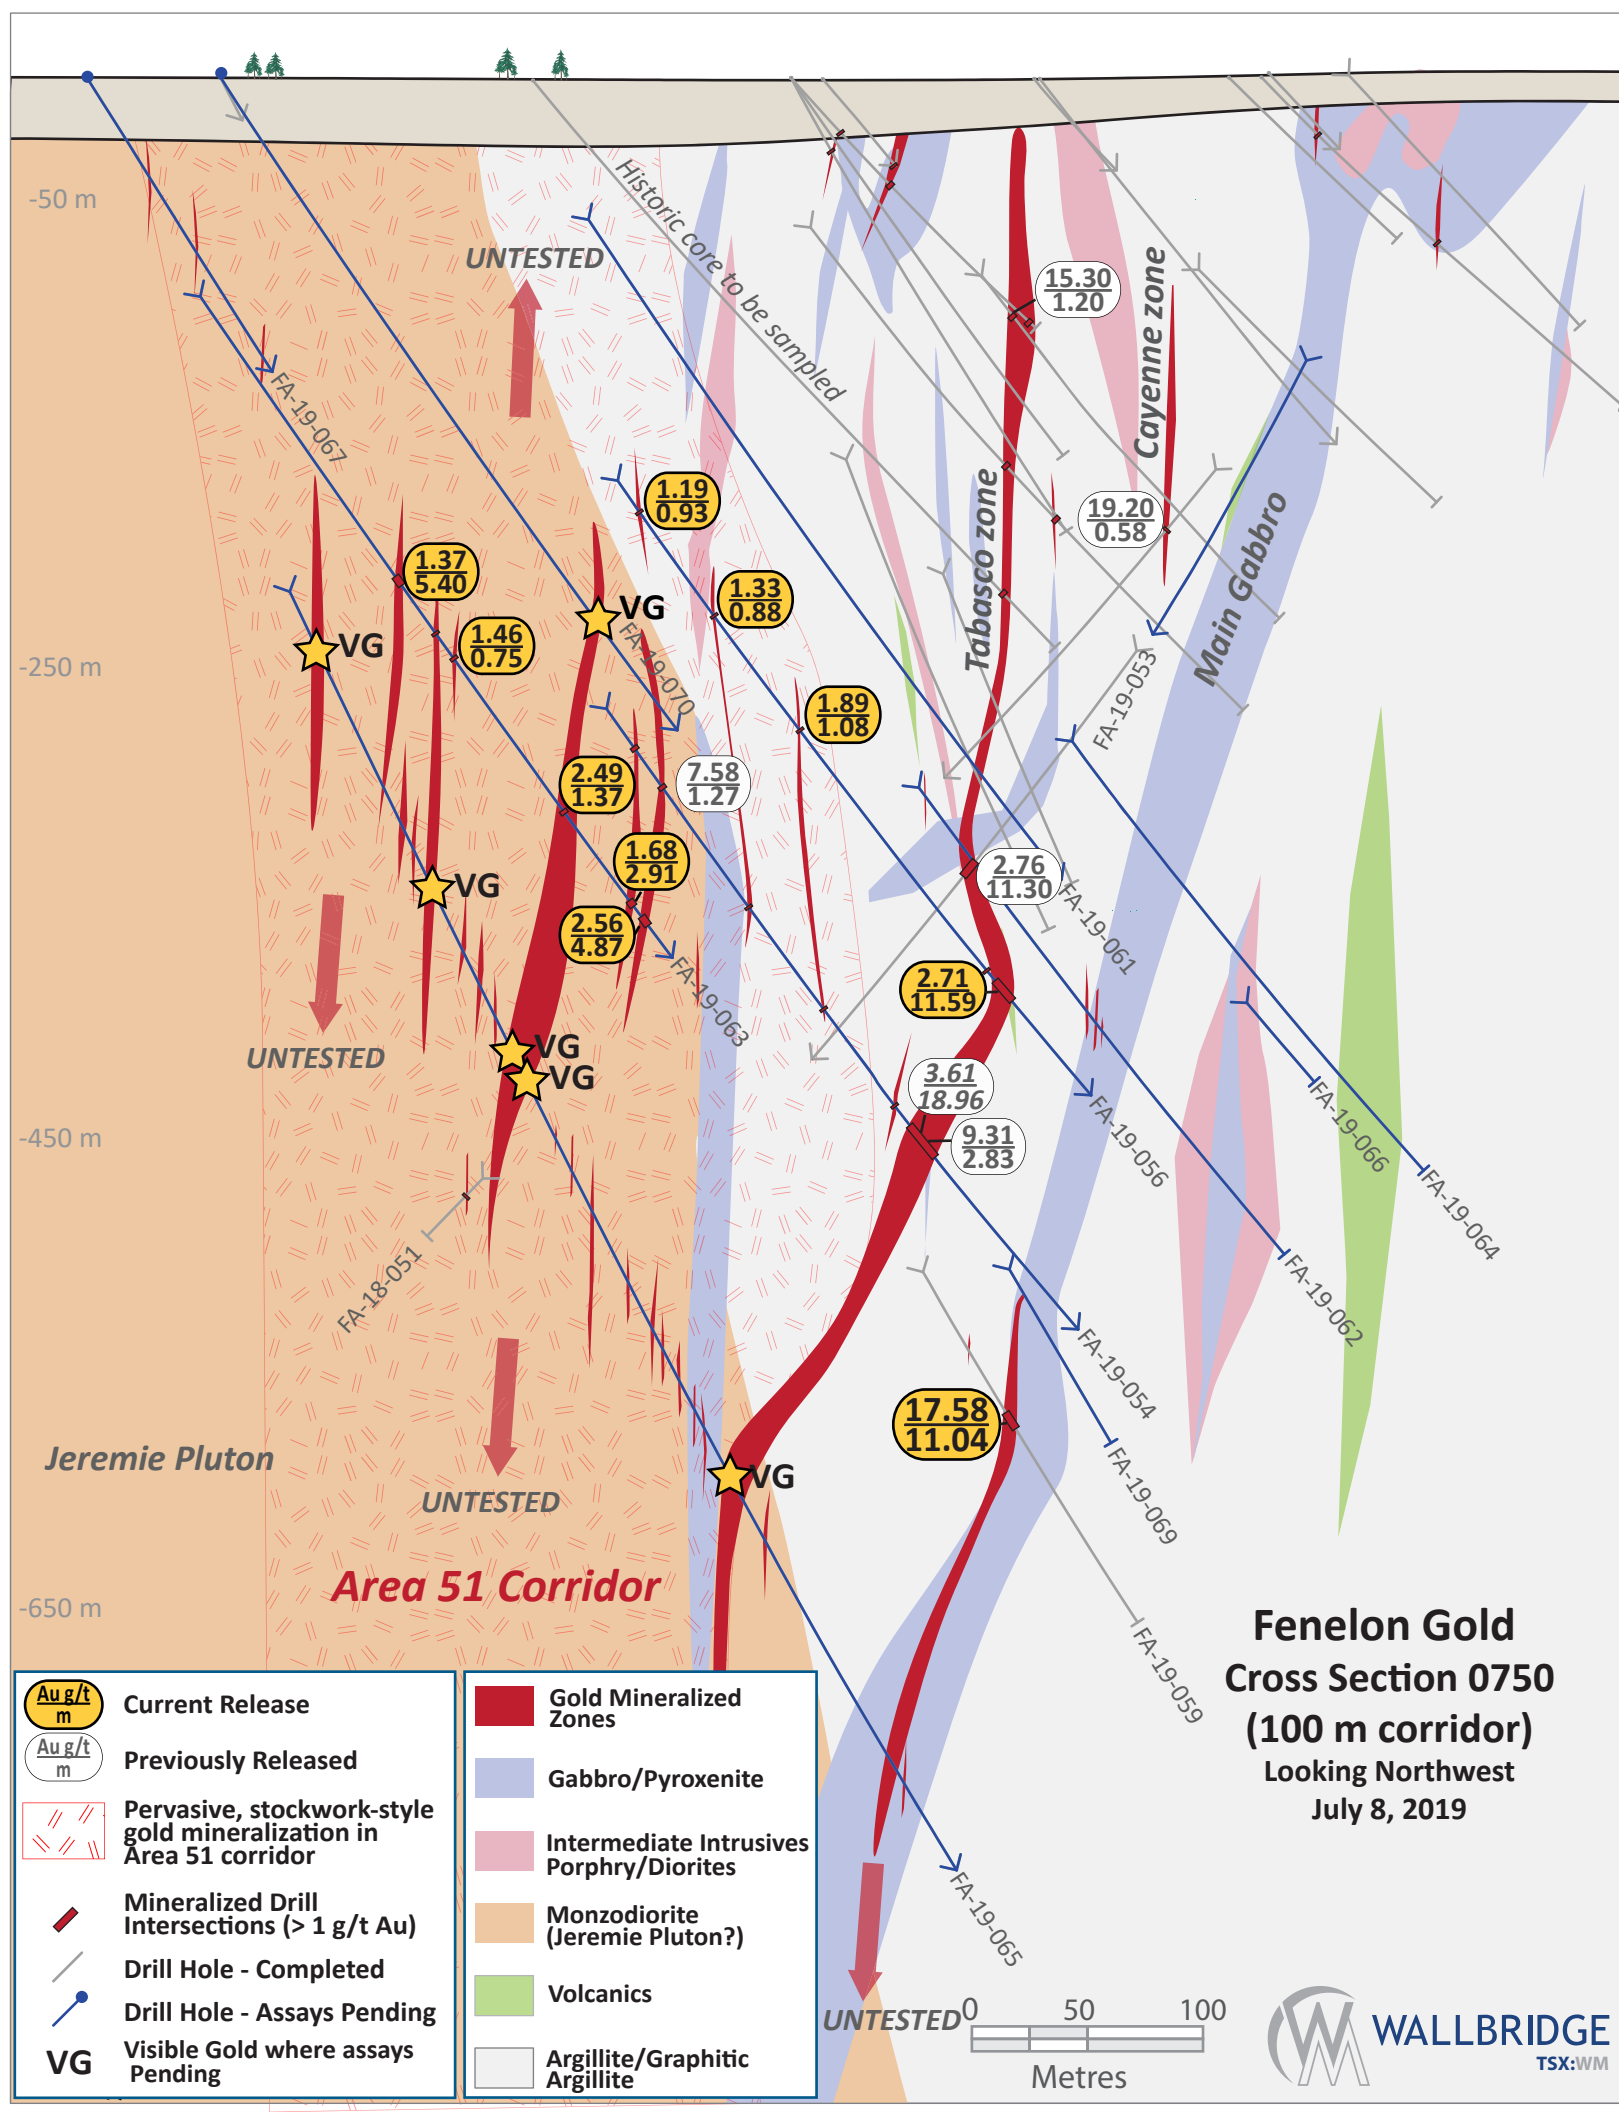 -50 m
Historic core to be sampled
UNTESTED
15.30
1.20
Cayenne zone
FA-19-067
1.19
0.93
19.20
0.58
Tabasco zone
Main Gabbro
1.37
5.40
1.33
0.88
VG
FA-19-070
VG
1.46
0.75
-250 m
FA-19-053
1.89
1.08
2.49
1.37
7.58
1.27
1.68
2.91
2.76
11.30
VG
2.56
4.87
FA-19-063
FA-19-061
2.71
11.59
UNTESTED
VG
VG
3.61
18.96
FA-19-056
FA-19-066
-450 m
9.31
2.83
FA-19-064
FA-18-051
FA-19-062
FA-19-054
17.58
11.04
Jeremie Pluton
VG
UNTESTED
FA-19-069
Area 51 Corridor
-650 m
FA-19-059
Fenelon Gold
Cross Section 0750
(100 m corridor)
Looking Northwest
July 8, 2019
FA-19-065
UNTESTED
0 50 100
Metres
WALLBRIDGE
TSX:WM
Au g/t
m
Current Release
Au g/t
m
Previously Released
Pervasive, stockwork-style
gold mineralization in
Area 51 corridor
Mineralized Drill
Intersections (> 1 g/t Au)
Drill Hole - Completed
Drill Hole - Assays Pending
VG
Visible Gold where assays
Pending
Gold Mineralized
Zones
Gabbro/Pyroxenite
Intermediate Intrusives
Porphry/Diorites
Monzodiorite
(Jeremie Pluton?)
Volcanics
Argillite/Graphitic
Argillite